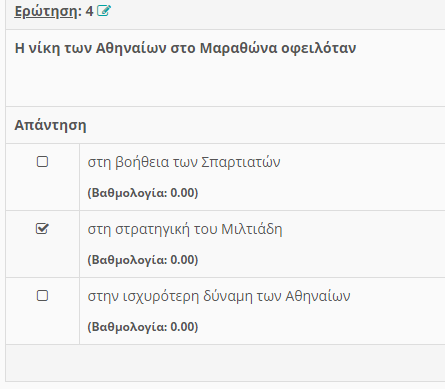 Ερώτηση: 4
Η νίκη των Αθηναίων στο Μαραθώνα οφειλόταν
Απάντηση
στη βοήθεια των Σπαρτιατών
(Βαθμολογία: 0.00)
στη στρατηγική του Μιλτιάδη
(Βαθμολογία: 0.00)
στην ισχυρότερη δύναμη των Αθηναίων
(Βαθμολογία: 0.00)